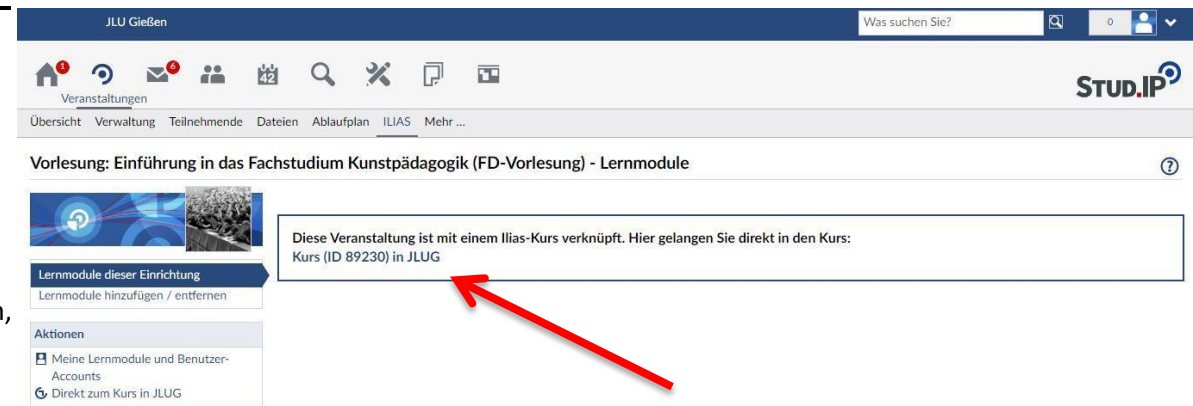 JLU Gießen
Was suchen Sie?
0
1
6
42
Veranstaltungen
STUD.IP
Übersicht Verwaltung Teilnehmende Dateien Ablaufplan ILIAS Mehr ...
Vorlesung: Einführung in das Fachstudium Kunstpädagogik (FD-Vorlesung) - Lernmodule
?
Diese Veranstaltung ist mit einem Ilias-Kurs verknüpft. Hier gelangen Sie direkt in den Kurs:
Kurs (ID 89230) in JLUG
Lernmodule dieser Einrichtung
Lernmodule hinzufügen / entfernen
Aktionen
Meine Lernmodule und Benutzer-
Accounts
Direkt zum Kurs in JLUG